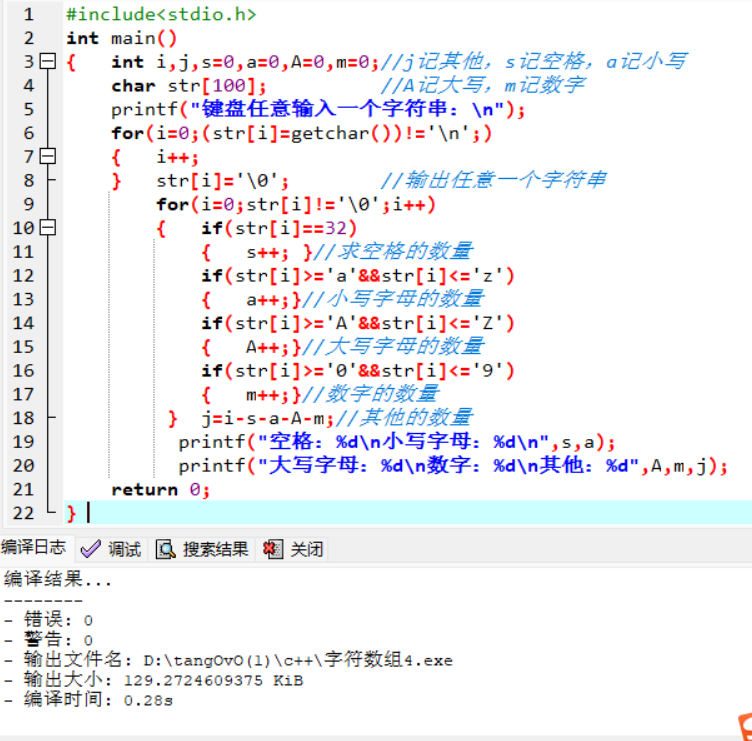 1 #include<stdio.h>
2 int main()
3 { int i,j,s=0,a=0,A=0,m=0;//j记其他，s记空格，a记小写
4 char str[100]; //A记大写，m记数字
5 printf("键盘任意输入一个字符串：\n");
6 for(i=0;(str[i]=getchar())!='\n';)
7 { i++;
8 } str[i]='\0'; //输出任意一个字符串
9 for(i=0;str[i]!='\0';i++)
10 { if(str[i]==32)
11 { s++; }//求空格的数量
12 if(str[i]>='a'&&str[i]<='z')
13 { a++;}//小写字母的数量
14 if(str[i]>='A'&&str[i]<='Z')
15 { A++;}//大写字母的数量
16 if(str[i]>='0'&&str[i]<='9')
17 { m++;}//数字的数量
18 } j=i-s-a-A-m;//其他的数量
19 printf("空格：%d\n小写字母：%d\n",s,a);
20 printf("大写字母：%d\n数字：%d\n其他：%d",A,m,j);
21 return 0;
22 }
编译日志 调试 搜索结果 关闭
编译结果...
--------
- 错误: 0
- 警告: 0
- 输出文件名: D:\tangOvO(1)\c++\字符数组4.exe
- 输出大小: 129.2724609375 KiB
- 编译时间: 0.28s